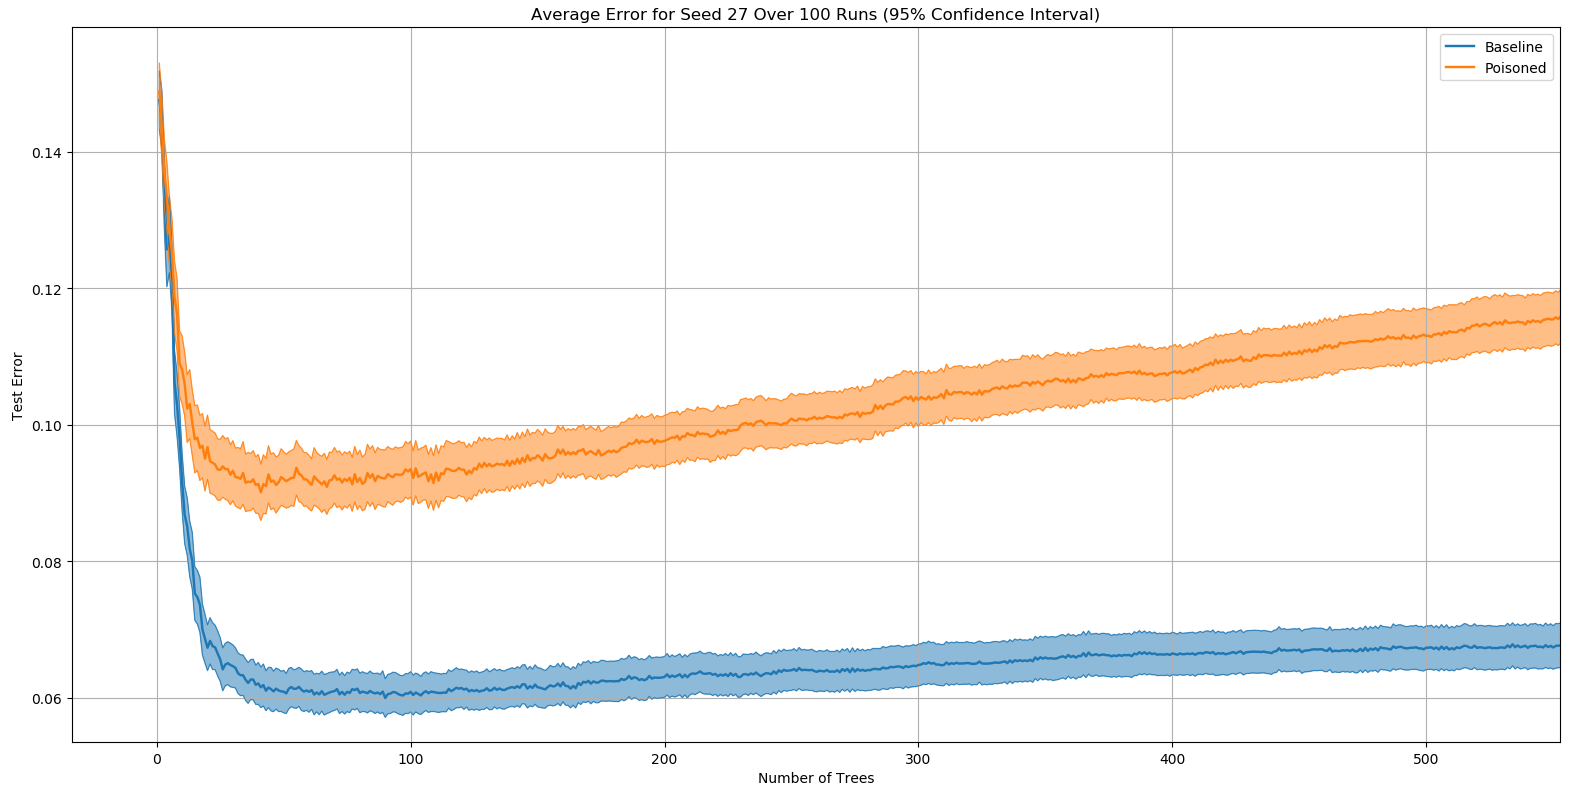 Average Error for Seed 27 Over 100 Runs (95% Confidence Interval)
Baseline
Poisoned
Test Error
0.14
0.12
0.10
0.08
0.06
0
100
200
300
400
500
Number of Trees